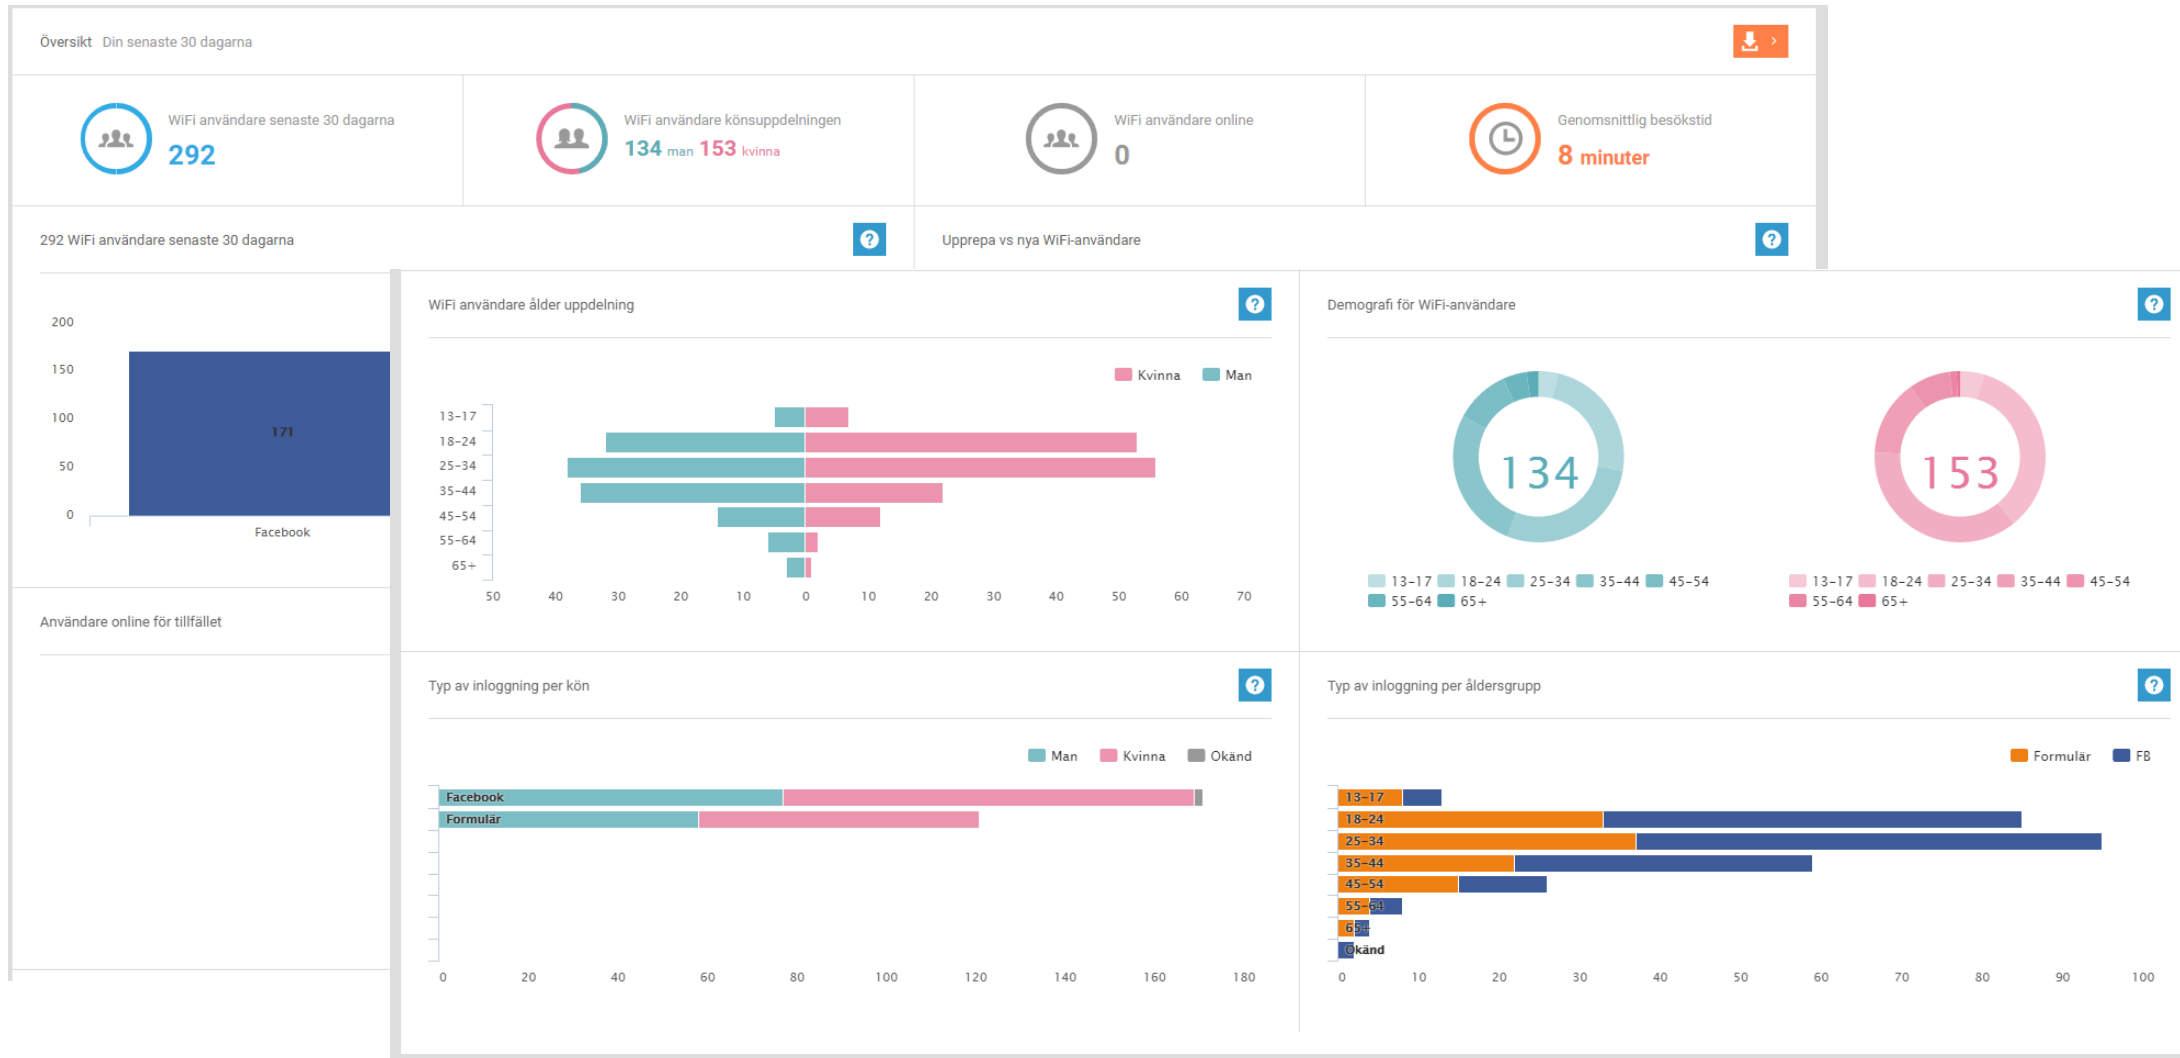 Översikt Din senaste 30 dagarna
WiFi användare senaste 30 dagarna
292
WiFi användare könsuppdelningen
134 man 153 kvinna
WiFi användare online
0
Genomsnittlig besökstid
8 minuter
292 WiFi användare senaste 30 dagarna
Upprepa vs nya WiFi-användare
200
150
100
50
0
171
Facebook
Användare online för tillfället
WiFi användare ålder uppdelning
Kvinna Man
13-17
18-24
25-34
35-44
45-54
55-64
65+
50 40 30 20 10 0 10 20 30 40 50 60 70
Demografi för WiFi-användare
134
13-17 18-24 25-34 35-44 45-54
55-64 65+
153
13-17 18-24 25-34 35-44 45-54
55-64 65+
Typ av inloggning per kön
Man Kvinna Okänd
Facebook
Formulär
0 20 40 60 80 100 120 140 160 180
Typ av inloggning per åldersgrupp
Formulär FB
13-17
18-24
25-34
35-44
45-54
55-64
65+
Okänd
0 10 20 30 40 50 60 70 80 90 100